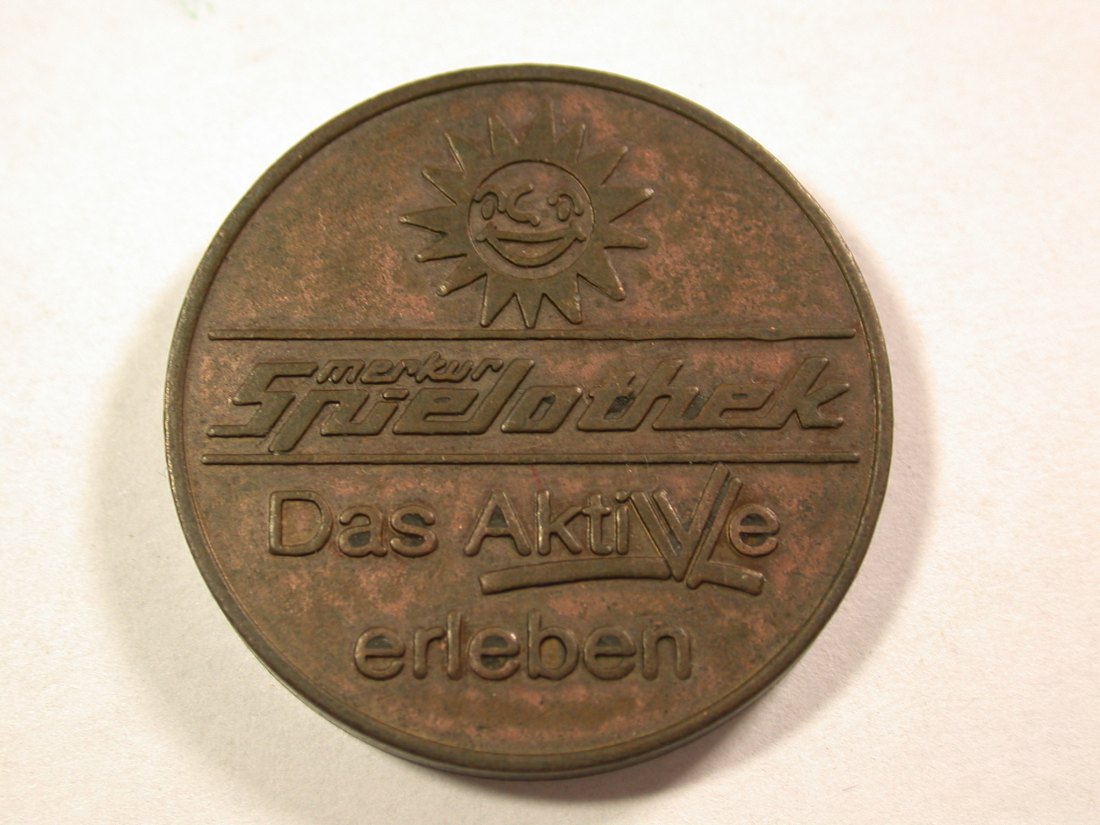 merkur
Spielothek
Das Aktive
erleben